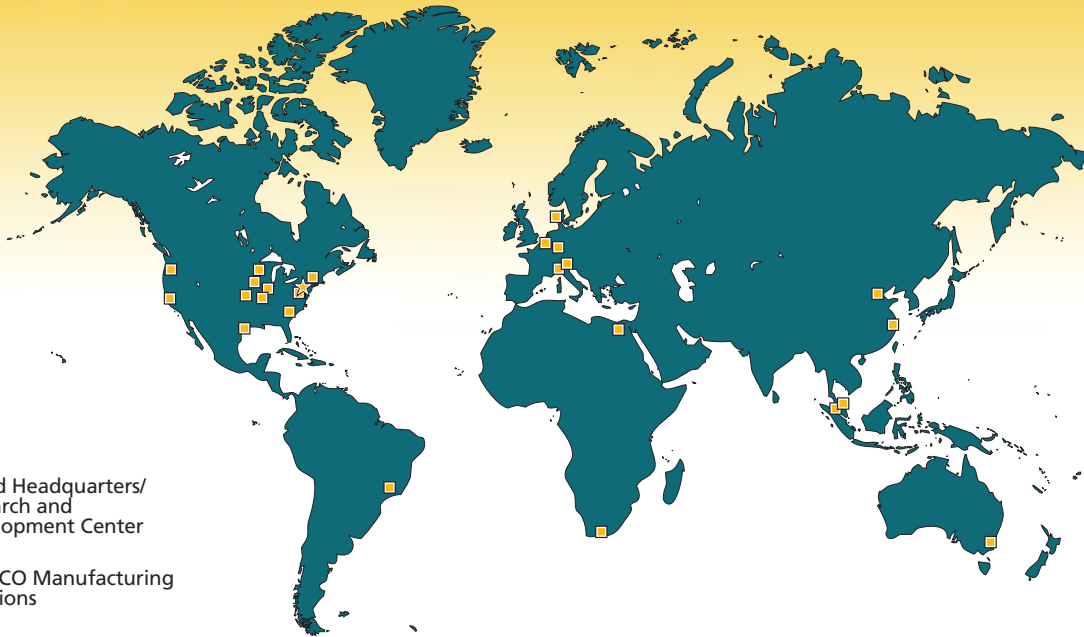 d Headquarters/
rch and
opment Center
CO Manufacturing
ions